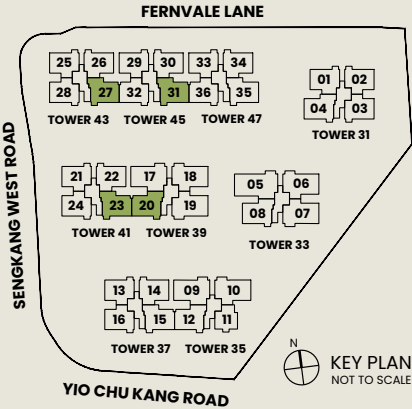 FERNVALE LANE
25 26 29 30 33 34
28 27 32 31 36 35
TOWER 43 TOWER 45 TOWER 47
01 02
04 03
TOWER 31
SENGKANG WEST ROAD
21 22 17 18
24 23 20 19
TOWER 41 TOWER 39
05 06
08 07
TOWER 33
13 14 09 10
16 15 12 11
TOWER 37 TOWER 35
N
KEY PLAN
NOT TO SCALE
YIO CHU KANG ROAD